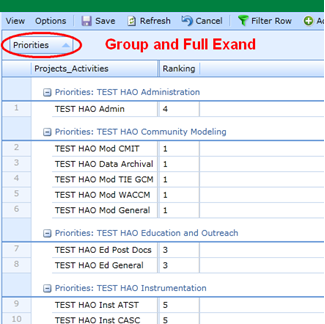 View Options Save Refresh Cancel Filter Row
Priorities Group and Full Exand
Projects_Activities Ranking
Priorities: TEST HAO Administration
1 TEST HAO Admin 4
Priorities: TEST HAO Community Modeling
2 TEST HAO Mod CMIT 1
3 TEST HAO Data Archival 1
4 TEST HAO Mod TIE GCM 1
5 TEST HAO Mod WACCM 1
6 TEST HAO Mod General 1
Priorities: TEST HAO Education and Outreach
7 TEST HAO Ed Post Docs 3
8 TEST HAO Ed General 3
Priorities: TEST HAO Instrumentation
9 TEST HAO Inst ATST 5
10 TEST HAO Inst CASC 5